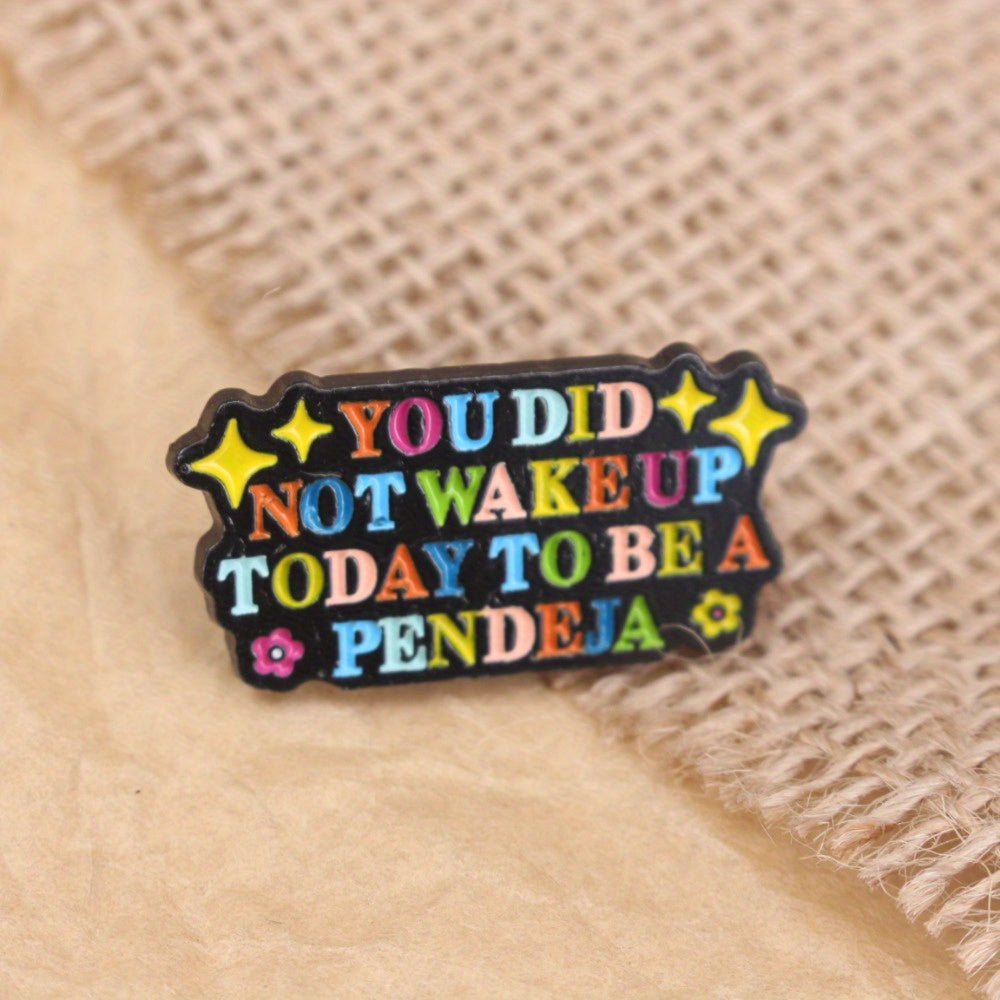 YOU DID
NOT WAKE UP
TODAY TO BE A
PENDEJA